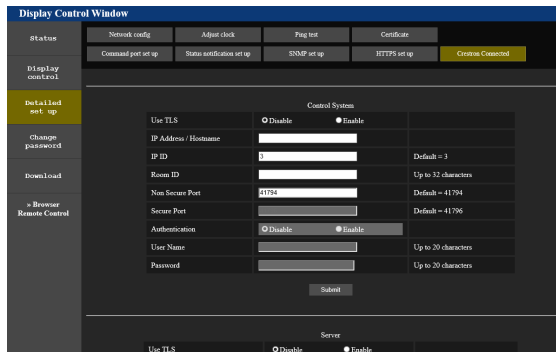 Display Control Window
Status
Display
control
Detailed
set up
Change
password
Download
» Browser
Remote Control
Network config Adjust clock Ping test Certificate
Command port set up Status notification set up SNMP set up HTTPS set up Crestron Connected
Control System
Use TLS Disable Enable
IP Address / Hostname
IP ID 3 Default = 3
Room ID Up to 32 characters
Non Secure Port 41794 Default = 41794
Secure Port Default = 41796
Authentication Disable Enable
User Name Up to 20 characters
Password Up to 20 characters
Submit
Server
Use TLS Disable Enable